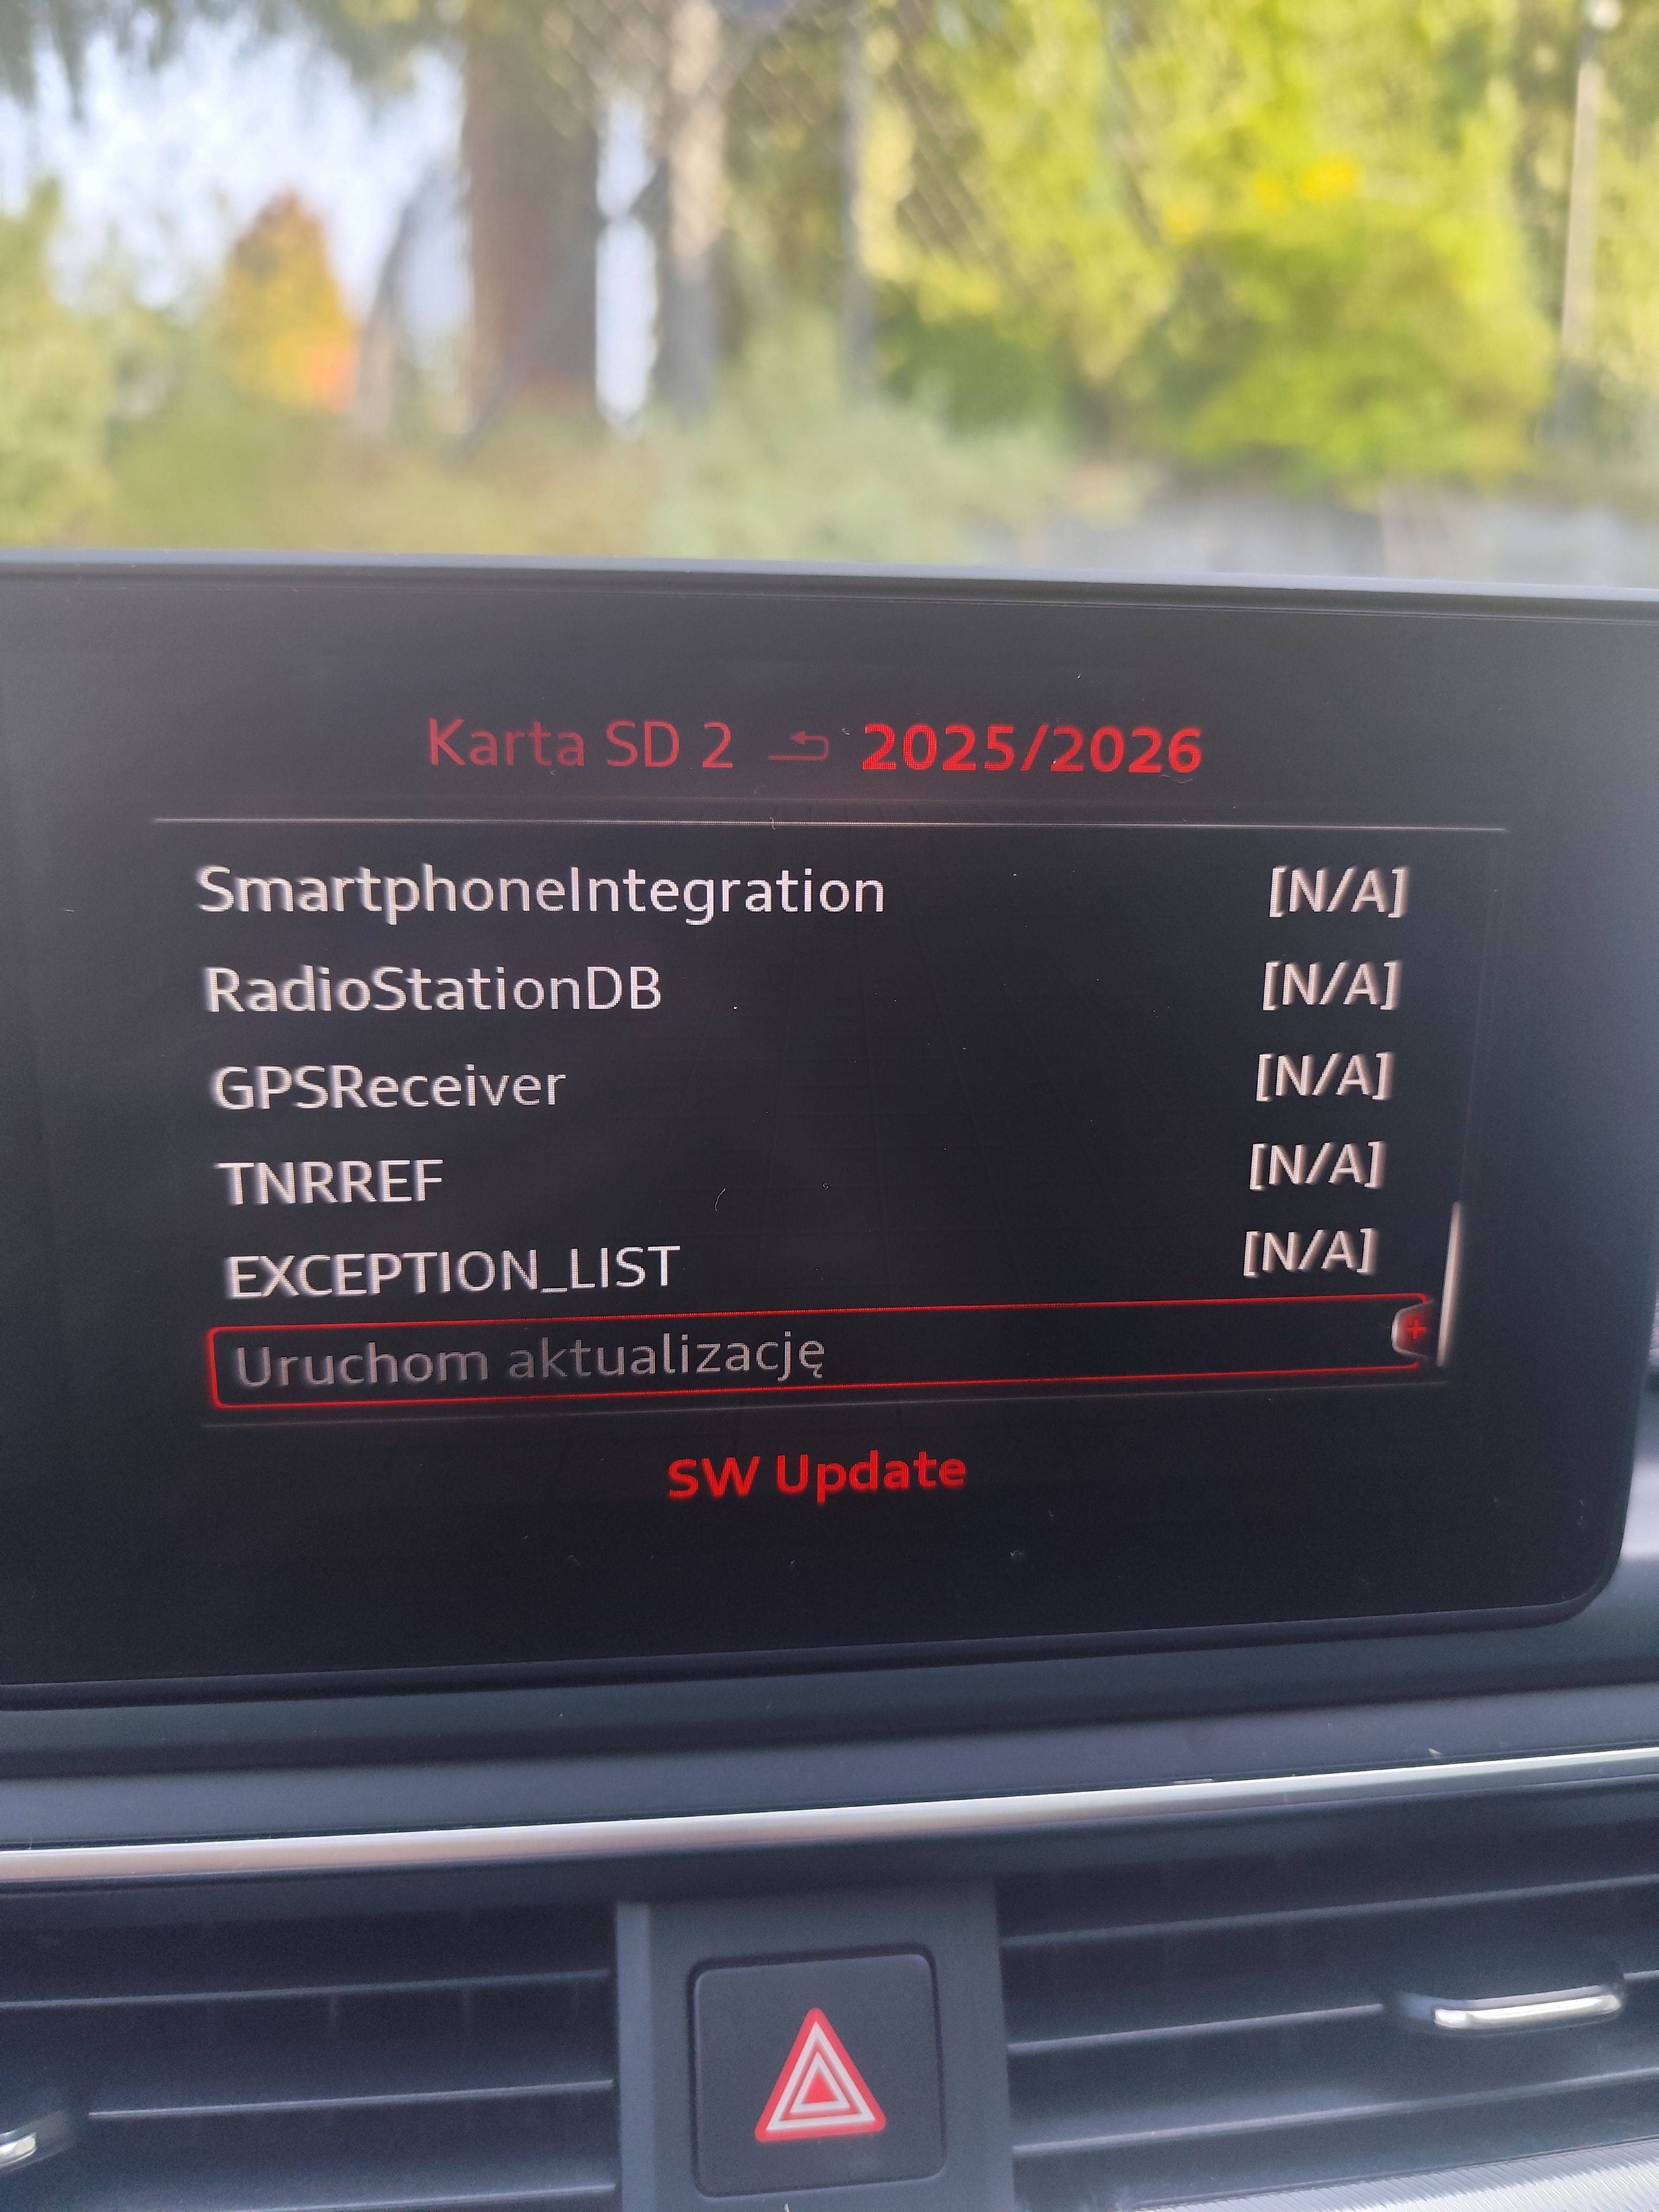 Karta SD 2 2025/2026
SmartphoneIntegration [N/A]
RadioStationDB [N/A]
GPSReceiver [N/A]
TNRREF [N/A]
EXCEPTION_LIST [N/A]
Uruchom aktualizację +
SW Update